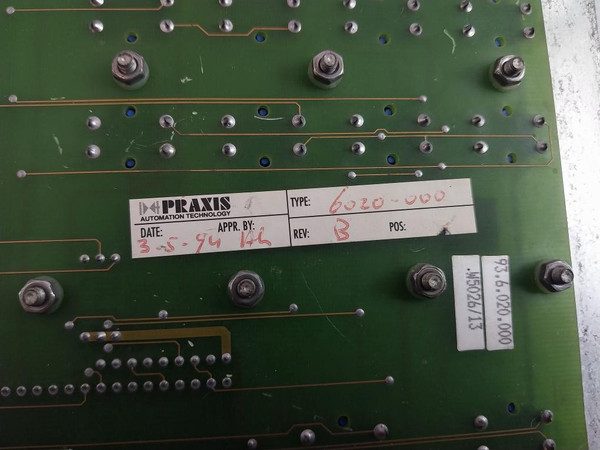 PRAXIS
AUTOMATION TECHNOLOGY
TYPE: 6020-000
DATE: APPR. BY:
3-5-94
REV: B POS:
93.6.020.000
.W5026/13